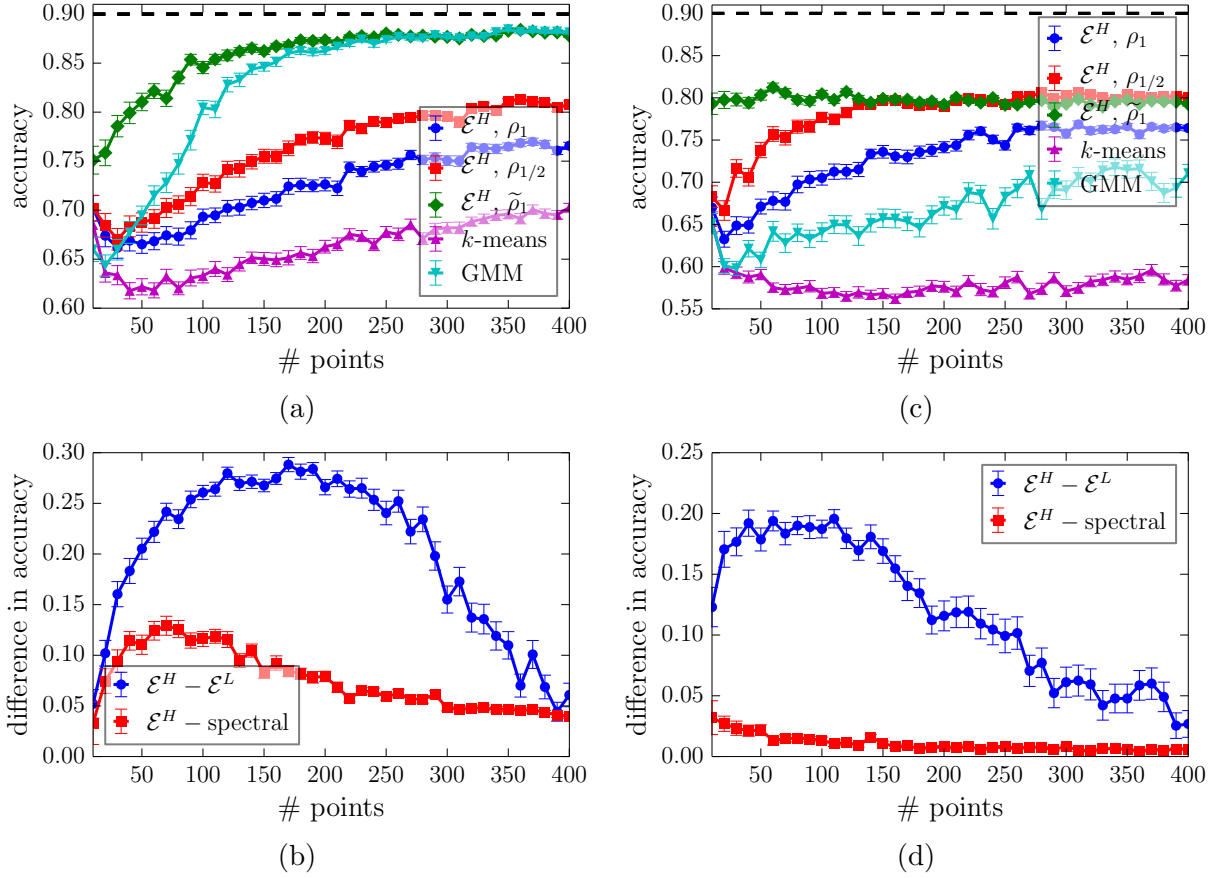 0.90
0.85
0.80
0.75
0.70
0.65
0.60
accuracy
ℰ^H, ρ_1
ℰ^H, ρ_{1/2}
ℰ^H, ρ̃_1
k-means
GMM
50 100 150 200 250 300 350 400
# points
(a)
0.90
0.85
0.80
0.75
0.70
0.65
0.60
0.55
accuracy
ℰ^H, ρ_1
ℰ^H, ρ_{1/2}
ℰ^H, ρ̃_1
k-means
GMM
50 100 150 200 250 300 350 400
# points
(c)
0.30
0.25
0.20
0.15
0.10
0.05
0.00
difference in accuracy
ℰ^H − ℰ^L
ℰ^H − spectral
50 100 150 200 250 300 350 400
# points
(b)
0.25
0.20
0.15
0.10
0.05
0.00
difference in accuracy
ℰ^H − ℰ^L
ℰ^H − spectral
50 100 150 200 250 300 350 400
# points
(d)